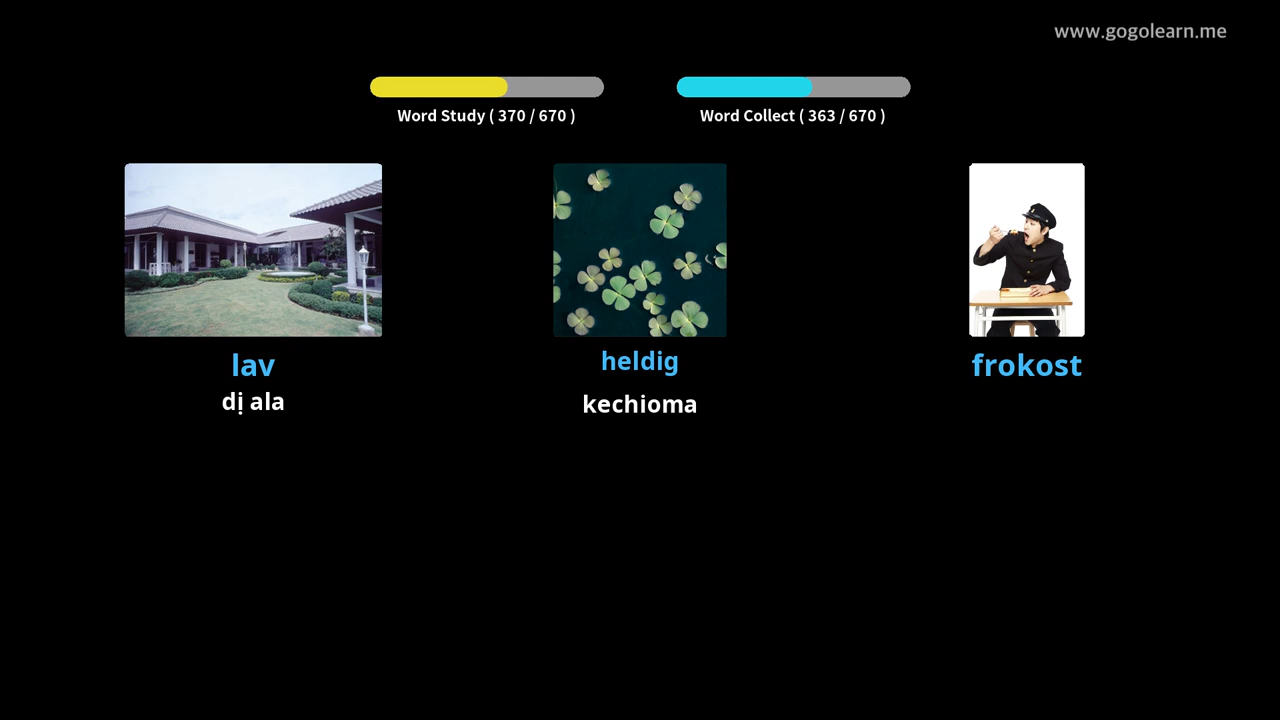 www.gogolearn.me
Word Study ( 370 / 670 )
Word Collect ( 363 / 670 )
lav
dị ala
heldig
kechioma
frokost